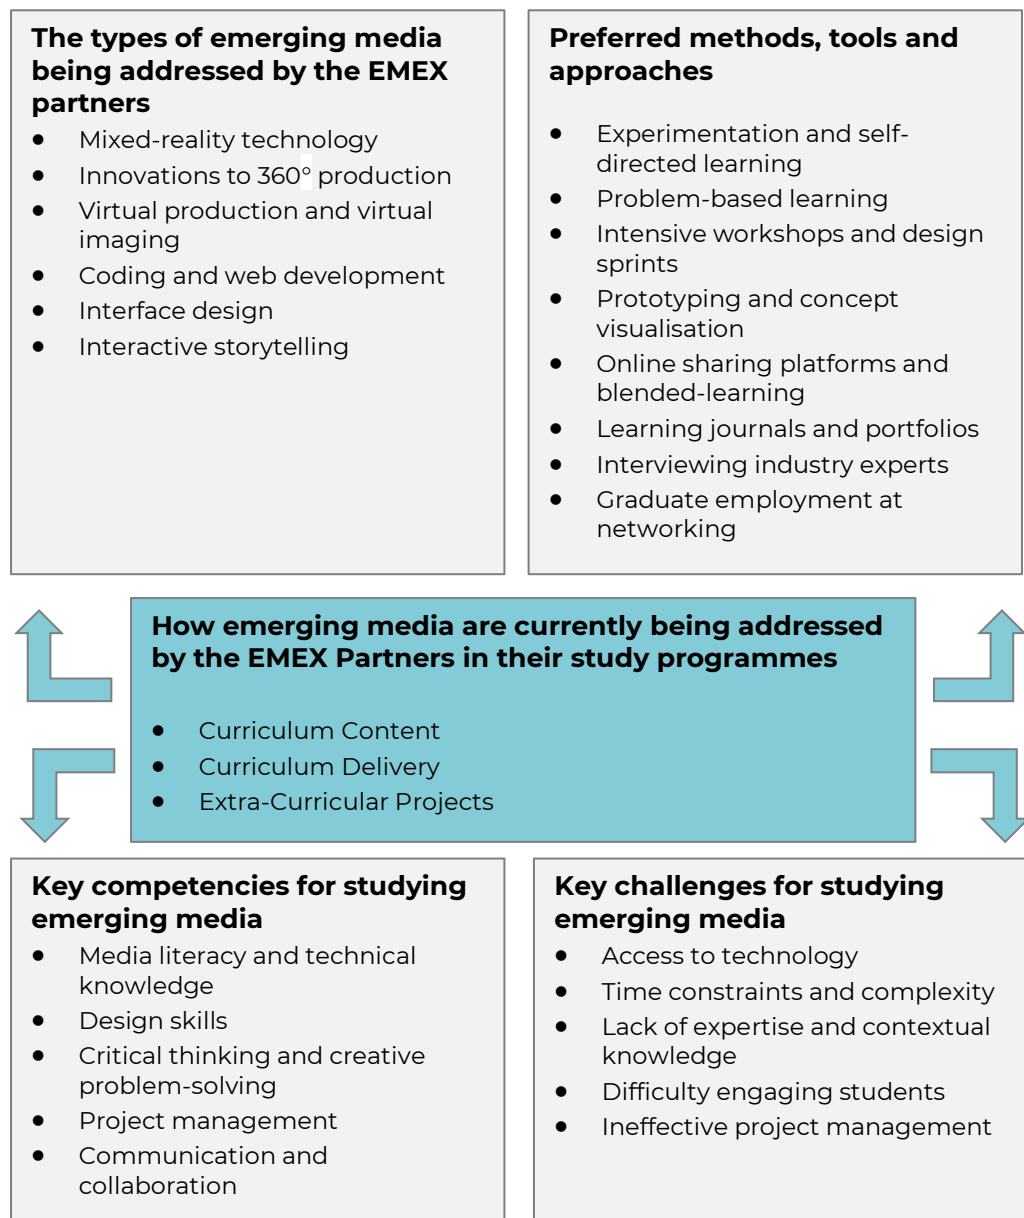 The types of emerging media
being addressed by the EMEX
partners
● Mixed-reality technology
● Innovations to 360° production
● Virtual production and virtual
imaging
● Coding and web development
● Interface design
● Interactive storytelling
Preferred methods, tools and
approaches
● Experimentation and self-
directed learning
● Problem-based learning
● Intensive workshops and design
sprints
● Prototyping and concept
visualisation
● Online sharing platforms and
blended-learning
● Learning journals and portfolios
● Interviewing industry experts
● Graduate employment at
networking
How emerging media are currently being addressed
by the EMEX Partners in their study programmes
● Curriculum Content
● Curriculum Delivery
● Extra-Curricular Projects
Key competencies for studying
emerging media
● Media literacy and technical
knowledge
● Design skills
● Critical thinking and creative
problem-solving
● Project management
● Communication and
collaboration
Key challenges for studying
emerging media
● Access to technology
● Time constraints and complexity
● Lack of expertise and contextual
knowledge
● Difficulty engaging students
● Ineffective project management